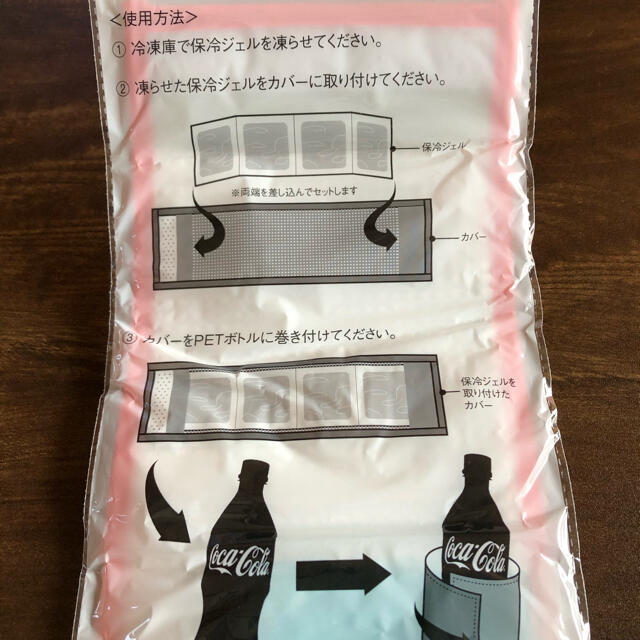 ＜使用方法＞
① 冷凍庫で保冷ジェルを凍らせてください。
② 凍らせた保冷ジェルをカバーに取り付けてください。
保冷ジェル
※両端を差し込んでセットします
カバー
③ カバーをPETボトルに巻き付けてください。
保冷ジェルを
取り付けた
カバー
Coca-Cola
Coca-Cola